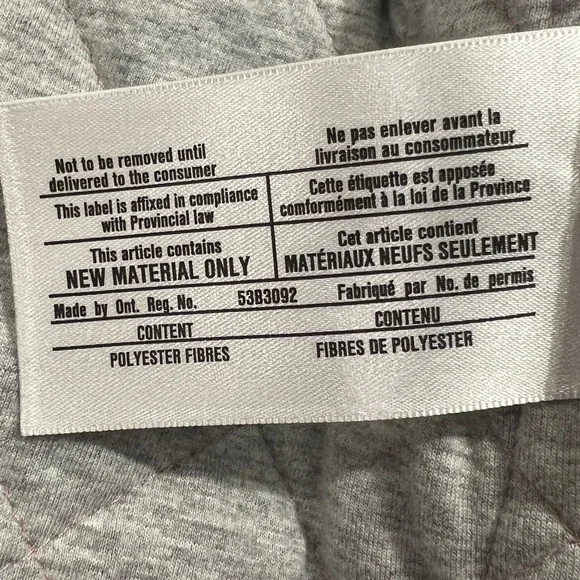 Not to be removed until
delivered to the consumer
Ne pas enlever avant la
livraison au consommateur
This label is affixed in compliance
with Provincial law
Cette étiquette est apposée
comformément à la loi de la Province
This article contains
NEW MATERIAL ONLY
Cet article contient
MATÉRIAUX NEUFS SEULEMENT
Made by Ont. Reg. No. 53B3092 Fabriqué par No. de permis
CONTENT
POLYESTER FIBRES
CONTENU
FIBRES DE POLYESTER